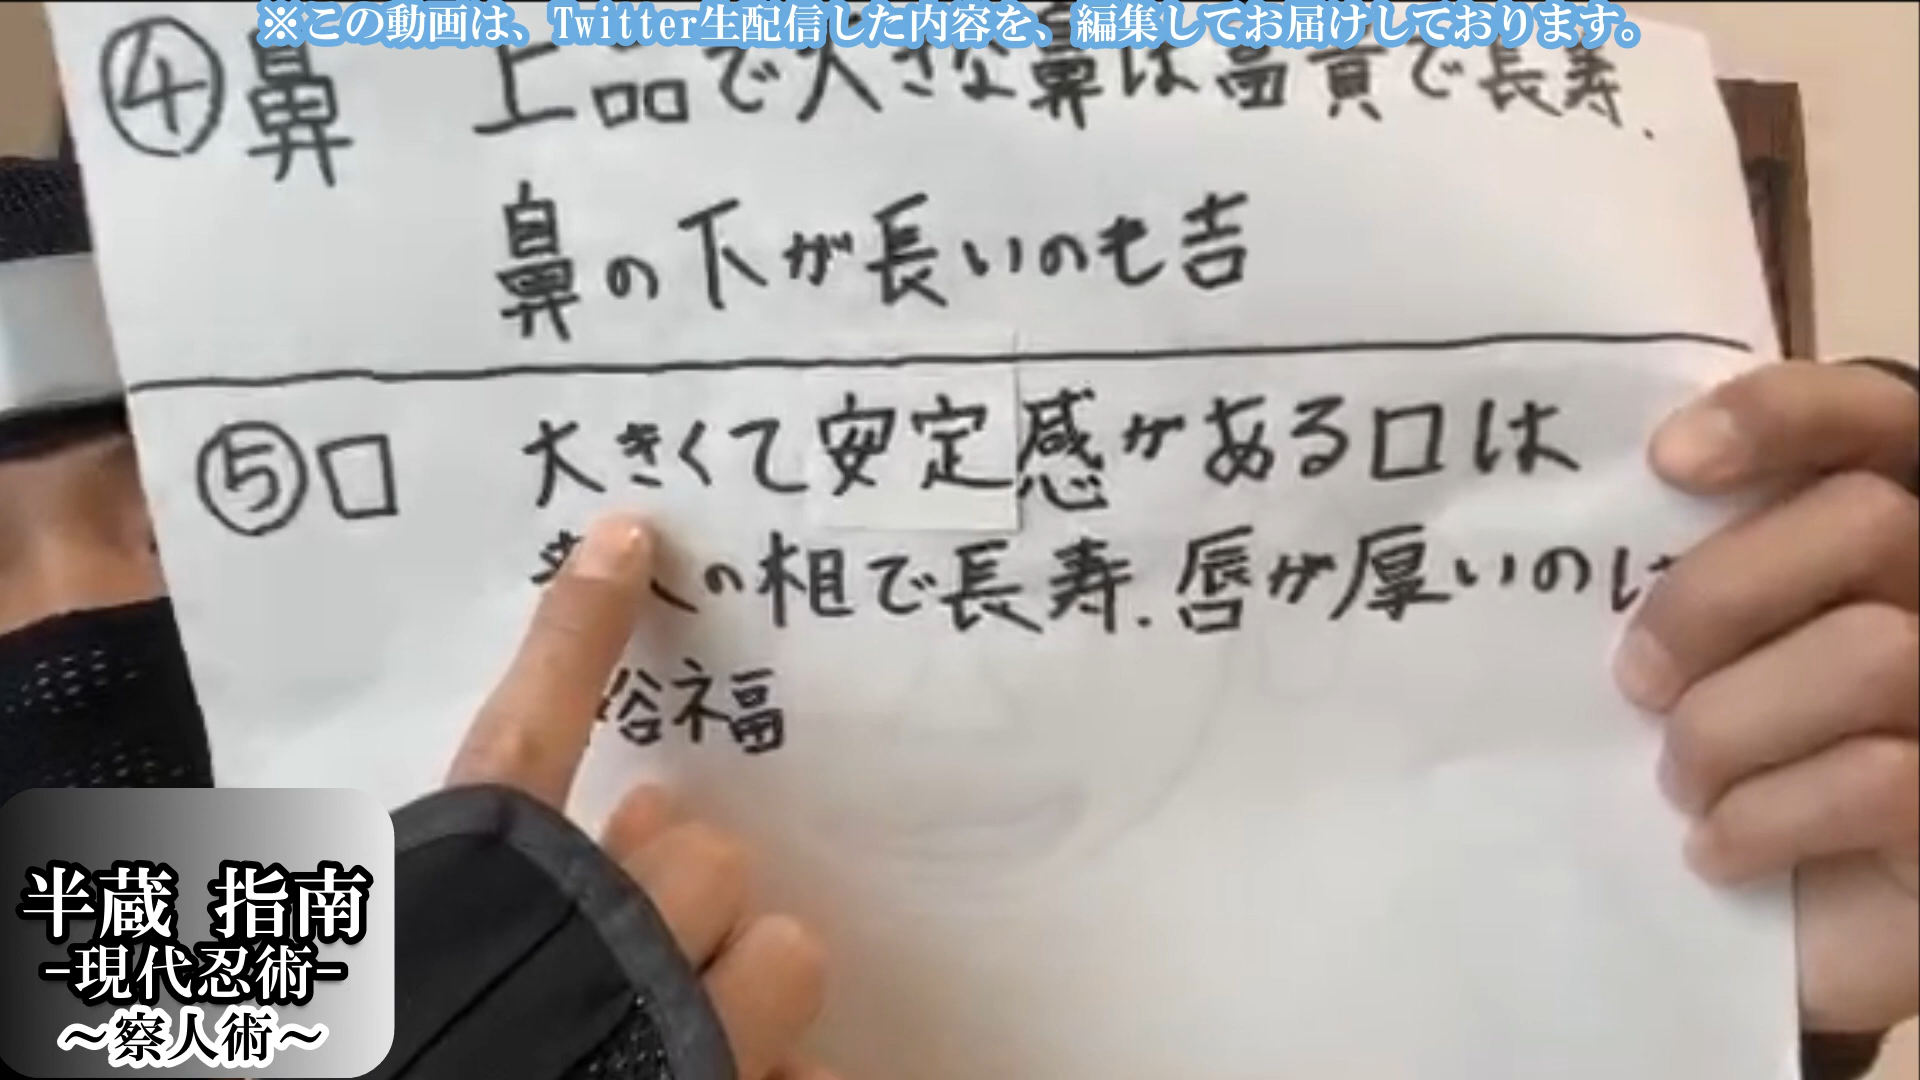 ※この動画は、Twitter生配信した内容を、編集してお届けしております。
④鼻 上品で大きな鼻は高貴で長寿.
鼻の下が長いのも吉
⑤口 大きくて安定感がある口は
の相で長寿.唇が厚いのは
裕福
半蔵 指南
-現代忍術-
～察人術～